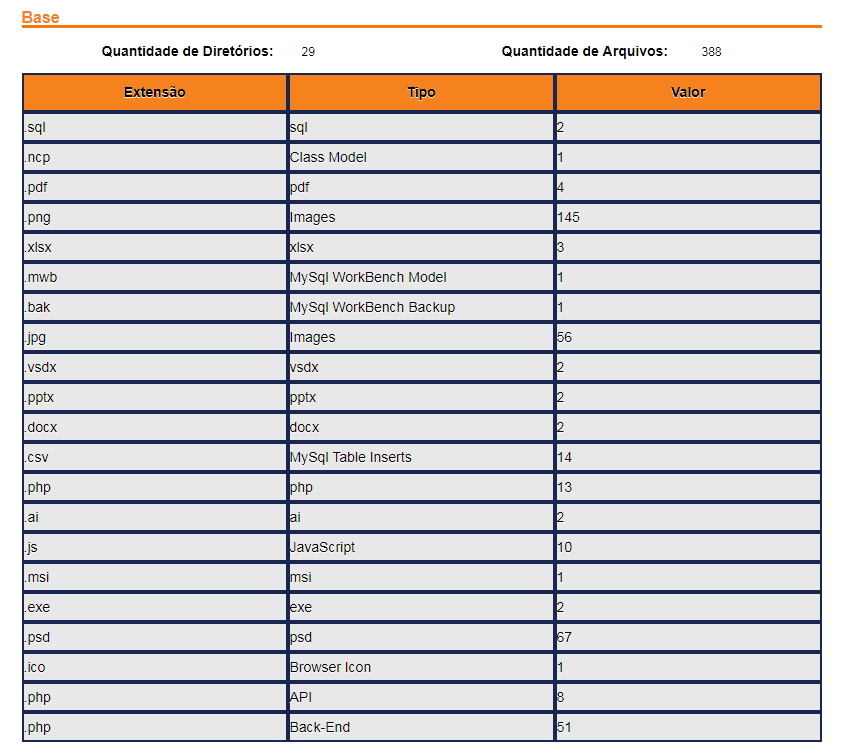 Base
Quantidade de Diretórios: 29 Quantidade de Arquivos: 388
Extensão Tipo Valor
.sql sql 2
.ncp Class Model 1
.pdf pdf 4
.png Images 145
.xlsx xlsx 3
.mwb MySql WorkBench Model 1
.bak MySql WorkBench Backup 1
.jpg Images 56
.vsdx vsdx 2
.pptx pptx 2
.docx docx 2
.csv MySql Table Inserts 14
.php php 13
.ai ai 2
.js JavaScript 10
.msi msi 1
.exe exe 2
.psd psd 67
.ico Browser Icon 1
.php API 8
.php Back-End 51